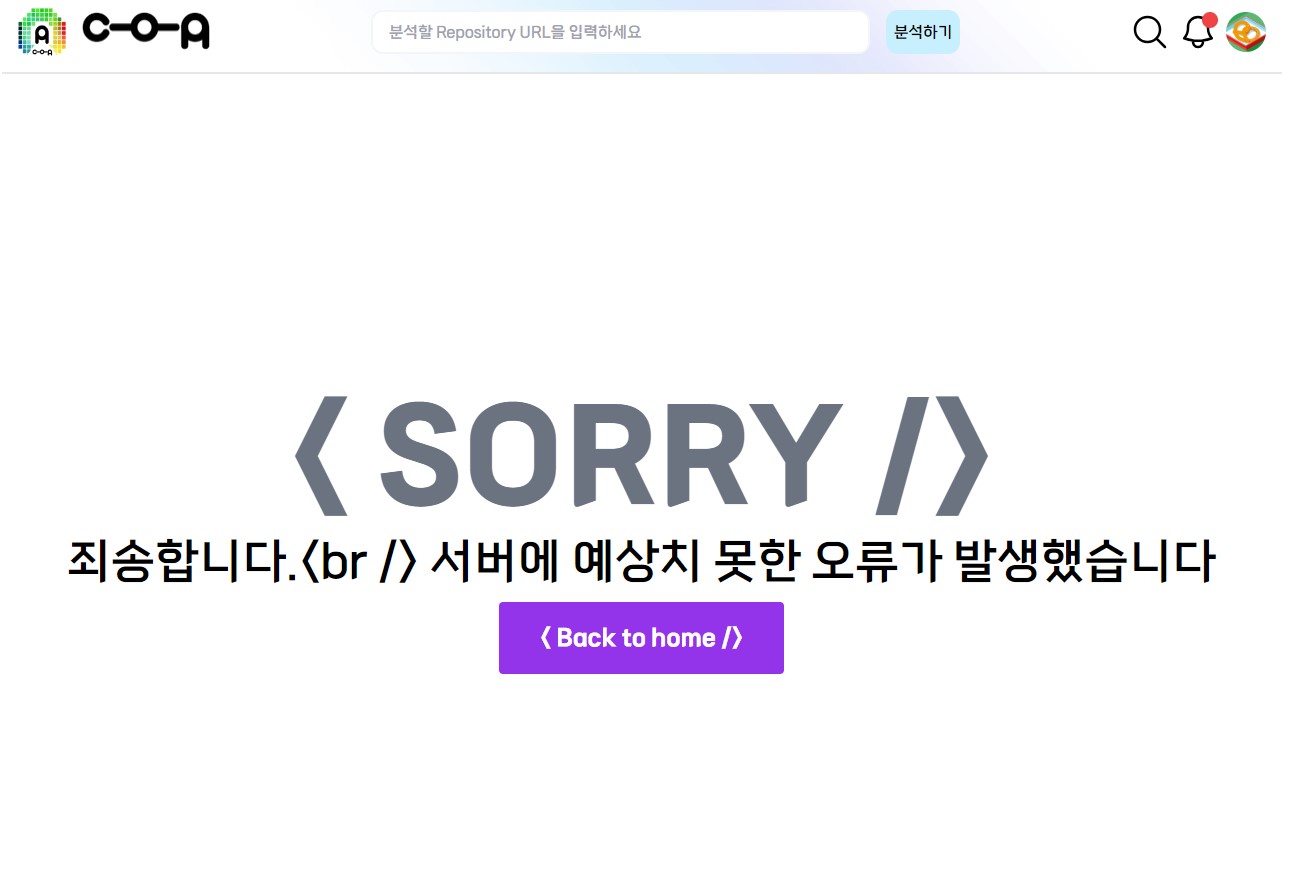 A
C-O-A
C-O-A
분석할 Repository URL을 입력하세요
분석하기
< SORRY />
죄송합니다.<br /> 서버에 예상치 못한 오류가 발생했습니다
< Back to home />